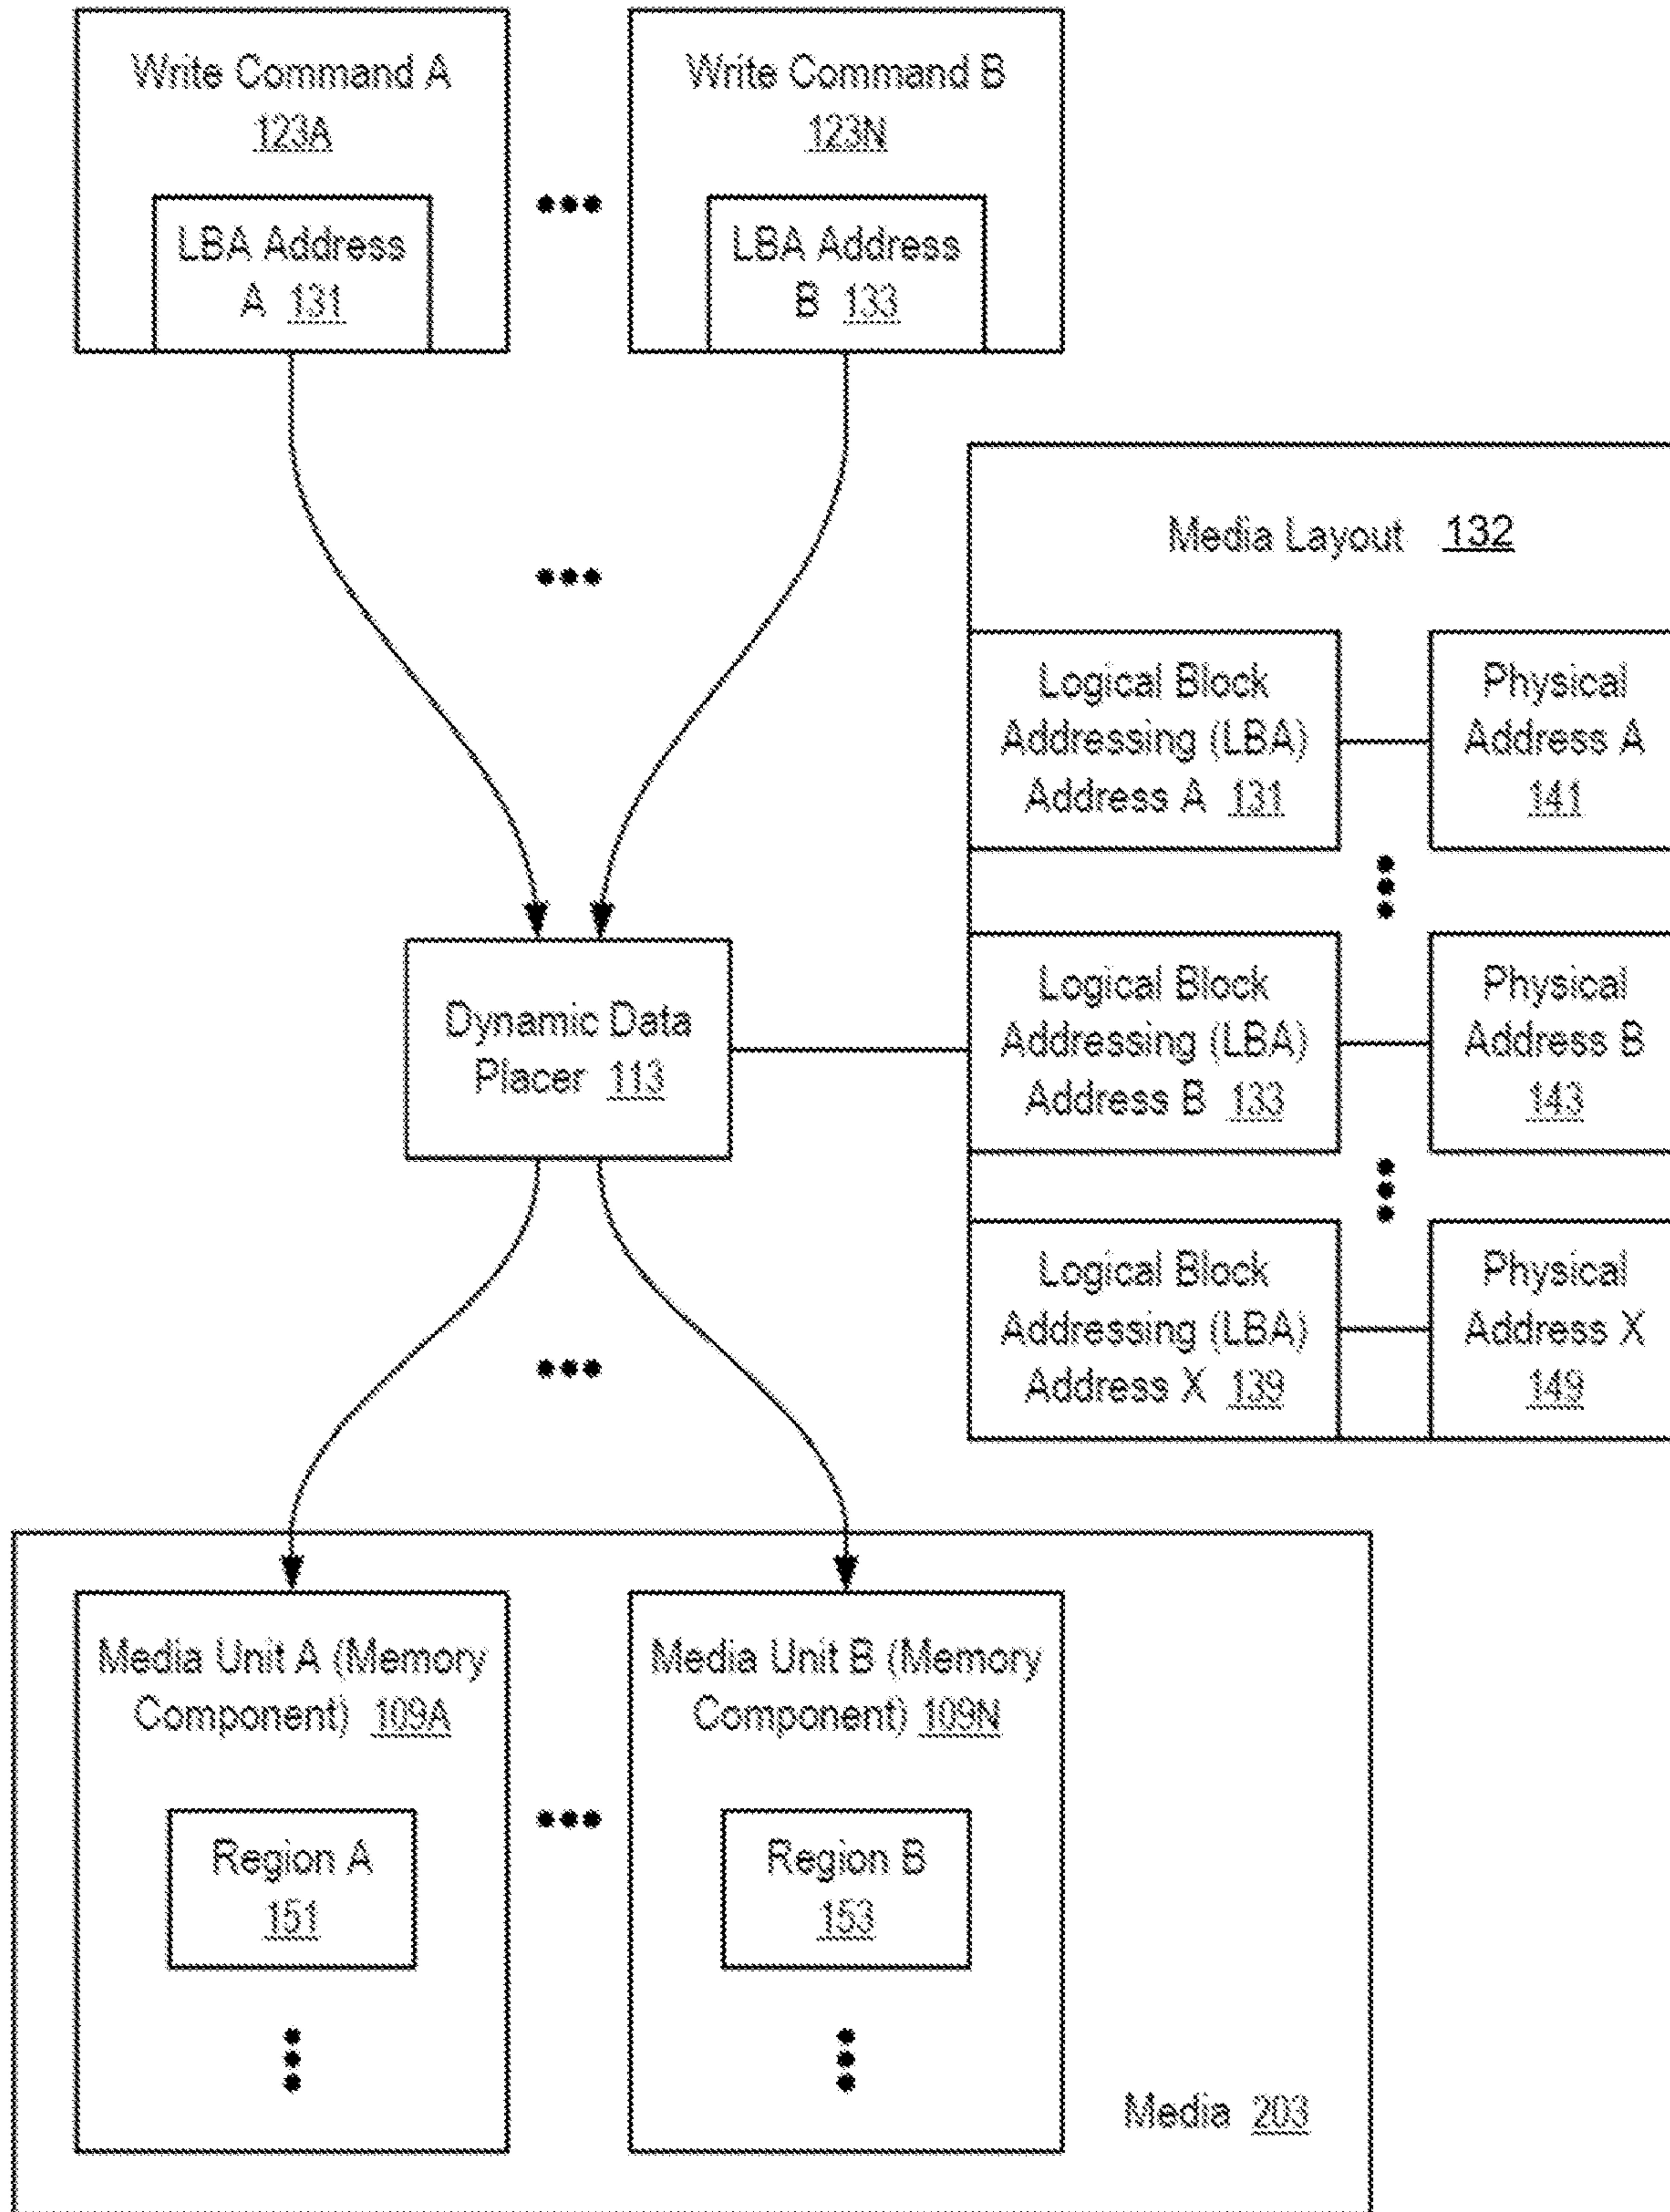 Write Command A
123A
LBA Address
A 131
Write Command B
123N
LBA Address
B 133
Media Layout 132
Logical Block
Addressing (LBA)
Address A 131
Physical
Address A
141
Logical Block
Addressing (LBA)
Address B 133
Physical
Address B
143
Logical Block
Addressing (LBA)
Address X 139
Physical
Address X
149
Dynamic Data
Placer 113
Media Unit A (Memory
Component) 109A
Region A
151
Media Unit B (Memory
Component) 109N
Region B
153
Media 203